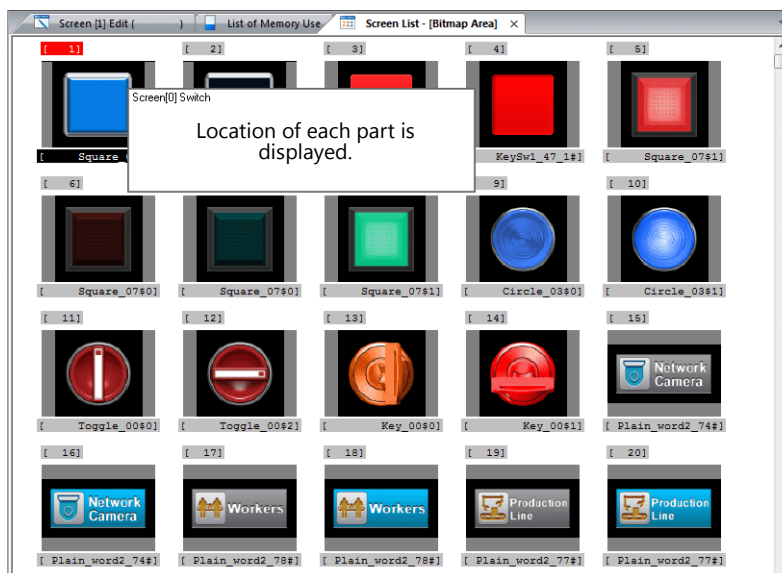 Screen [1] Edit ( )
List of Memory Use
Screen List - [Bitmap Area]
[ 1]
[ 2]
[ 3]
[ 4]
[ 5]
Screen[0] Switch
Location of each part is
displayed.
[ Square_
KeySw1_47_1#]
[ Square_07$1]
[ 6]
9]
[ 10]
[ Square_07$0]
[ Square_07$0]
[ Square_07$1]
[ Circle_03$0]
[ Circle_03$1]
[ 11]
[ 12]
[ 13]
[ 14]
[ 15]
Network
Camera
[ Toggle_00$0]
[ Toggle_00$2]
[ Key_00$0]
[ Key_00$1]
[ Plain_word2_74#]
[ 16]
[ 17]
[ 18]
[ 19]
[ 20]
Network
Camera
Workers
Workers
Production
Line
Production
Line
[ Plain_word2_74#]
[ Plain_word2_78#]
[ Plain_word2_78#]
[ Plain_word2_77#]
[ Plain_word2_77#]